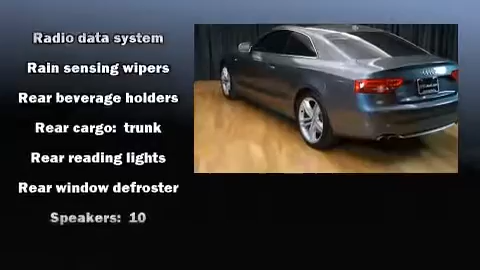 Radio data system
Rain sensing wipers
Rear beverage holders
Rear cargo:  trunk
Rear reading lights
Rear window defroster
Speakers:  10